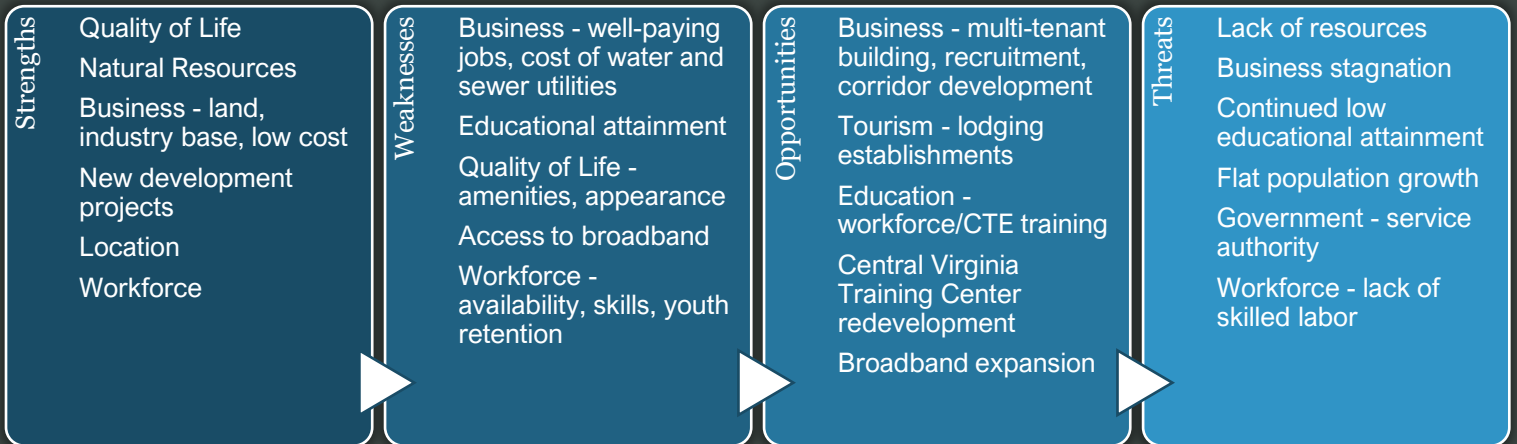 Strengths
Quality of Life
Natural Resources
Business - land,
industry base, low cost
New development
projects
Location
Workforce
Weaknesses
Business - well-paying
jobs, cost of water and
sewer utilities
Educational attainment
Quality of Life -
amenities, appearance
Access to broadband
Workforce -
availability, skills, youth
retention
Opportunities
Business - multi-tenant
building, recruitment,
corridor development
Tourism - lodging
establishments
Education -
workforce/CTE training
Central Virginia
Training Center
redevelopment
Broadband expansion
Threats
Lack of resources
Business stagnation
Continued low
educational attainment
Flat population growth
Government - service
authority
Workforce - lack of
skilled labor